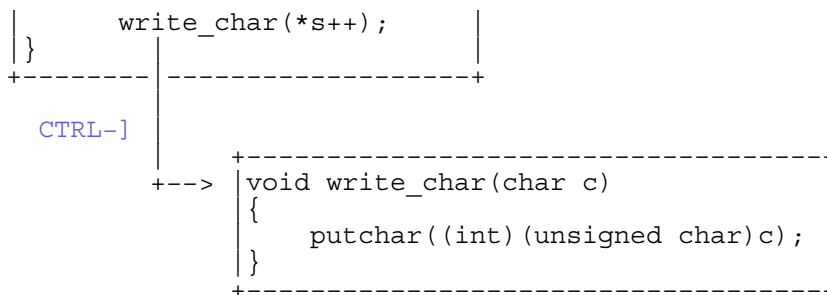 |      write_char(*s++);     |
|}       |                   |
+--------|-------------------+
         |
  CTRL-] |
         |    +------------------------------------
         +--> |void write_char(char c)
              |{
              |    putchar((int)(unsigned char)c);
              |}
              +------------------------------------